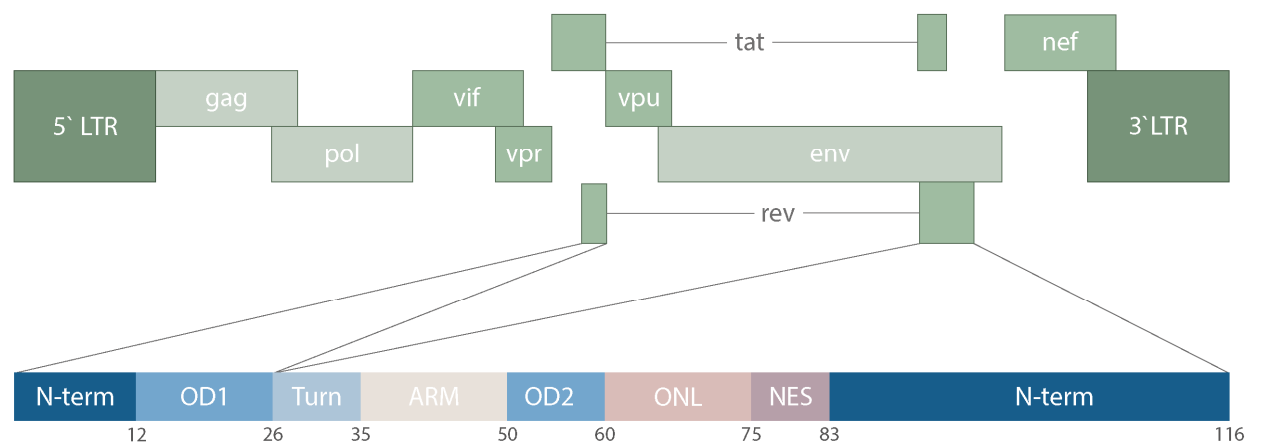 tat
nef
gag
vif
vpu
5` LTR
3`LTR
pol
vpr
env
rev
N-term
OD1
Turn
ARM
OD2
ONL
NES
N-term
12
26
35
50
60
75
83
116